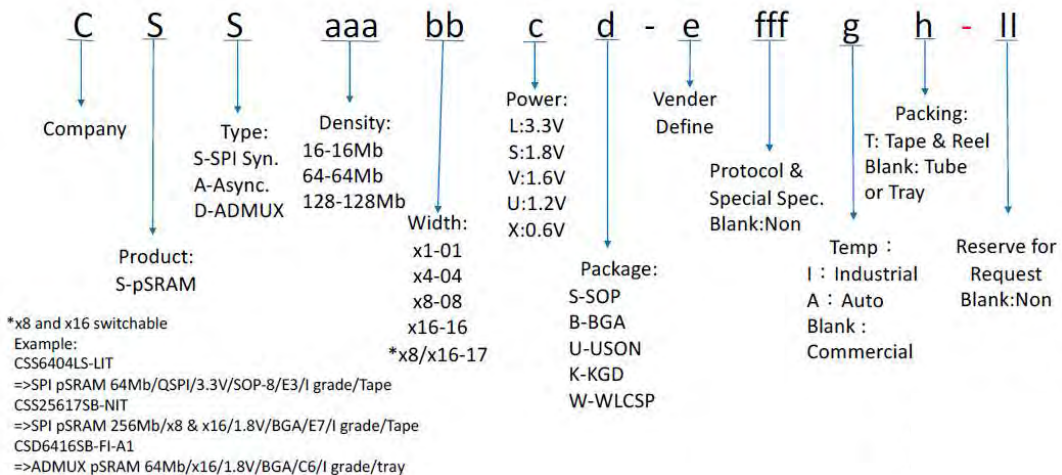 C S S aaa bb c d - e fff g h - II
Company
Product:
S-pSRAM
Type:
S-SPI Syn.
A-Async.
D-ADMUX
Density:
16-16Mb
64-64Mb
128-128Mb
Width:
x1-01
x4-04
x8-08
x16-16
*x8/x16-17
Power:
L:3.3V
S:1.8V
V:1.6V
U:1.2V
X:0.6V
Package:
S-SOP
B-BGA
U-USON
K-KGD
W-WLCSP
Vender
Define
Protocol &
Special Spec.
Blank:Non
Temp：
I：Industrial
A：Auto
Blank :
Commercial
Packing:
T: Tape & Reel
Blank: Tube
or Tray
Reserve for
Request
Blank:Non
*x8 and x16 switchable
Example:
CSS6404LS-LIT
=>SPI pSRAM 64Mb/QSPI/3.3V/SOP-8/E3/I grade/Tape
CSS25617SB-NIT
=>SPI pSRAM 256Mb/x8 & x16/1.8V/BGA/E7/I grade/Tape
CSD6416SB-FI-A1
=>ADMUX pSRAM 64Mb/x16/1.8V/BGA/C6/I grade/tray